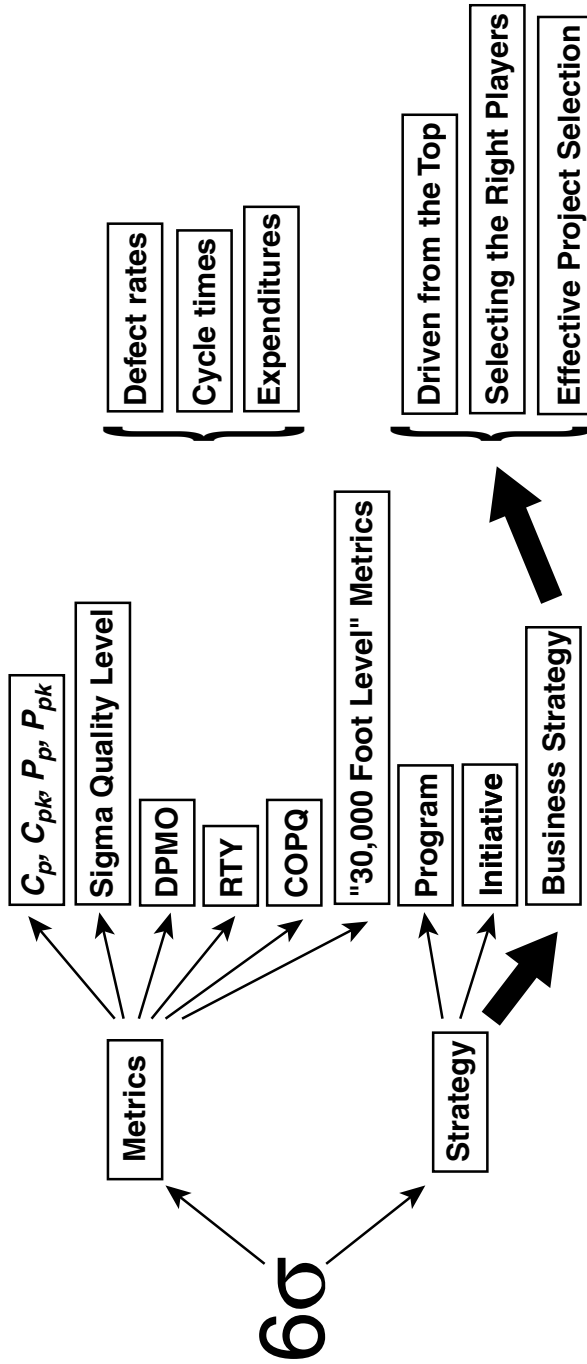 6σ
Metrics
Cp, Cpk, Pp, Ppk
Sigma Quality Level
DPMO
RTY
COPQ
"30,000 Foot Level" Metrics
Defect rates
Cycle times
Expenditures
Strategy
Program
Initiative
Business Strategy
Driven from the Top
Selecting the Right Players
Effective Project Selection